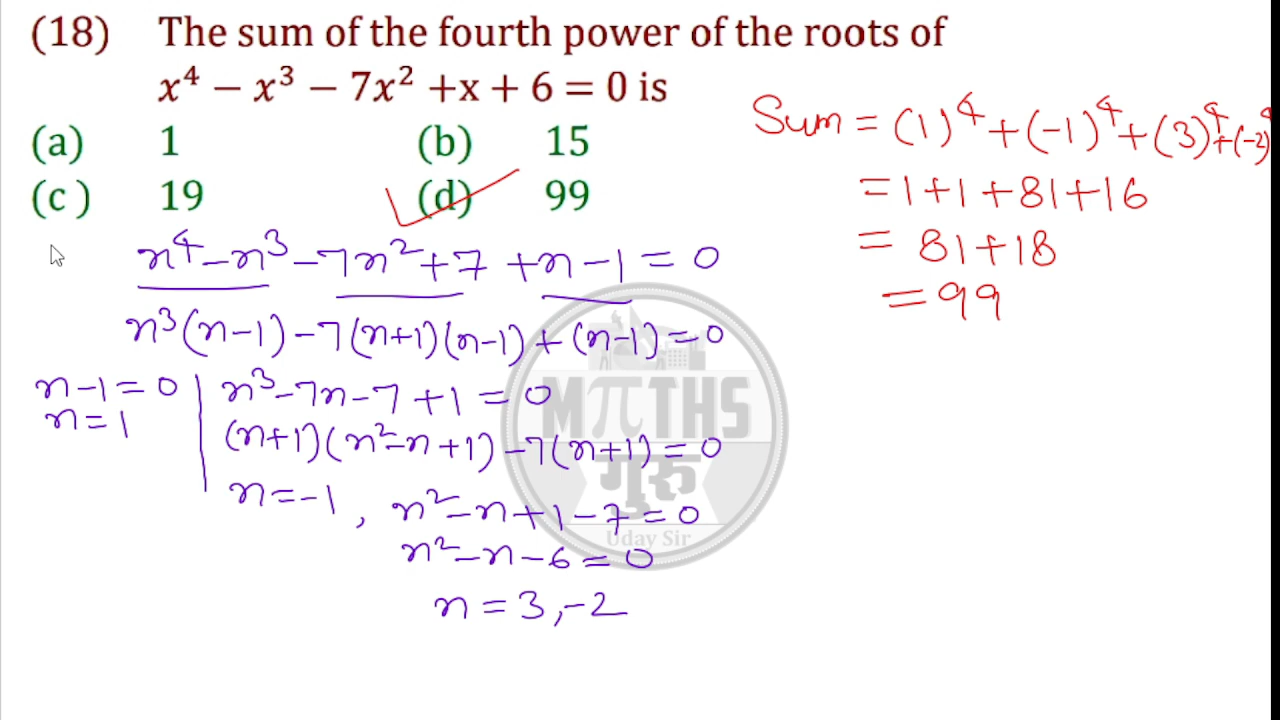 (18) The sum of the fourth power of the roots of
x⁴ − x³ − 7x² +x + 6 = 0 is
(a) 1 (b) 15
(c ) 19 (d) 99
x⁴ − x³ − 7x² + 7 + x − 1 = 0
x³(x−1) − 7(x+1)(x−1) + (x−1) = 0
x−1 = 0 | x³ − 7x − 7 + 1 = 0
x = 1
(x+1)(x²−x+1) − 7(x+1) = 0
x = −1 , x² − x + 1 − 7 = 0
x² − x − 6 = 0
x = 3, −2
Sum = (1)⁴ + (−1)⁴ + (3)⁴ + (−2)⁴
= 1 + 1 + 81 + 16
= 81 + 18
= 99
MπTHS
गुरू
Uday Sir